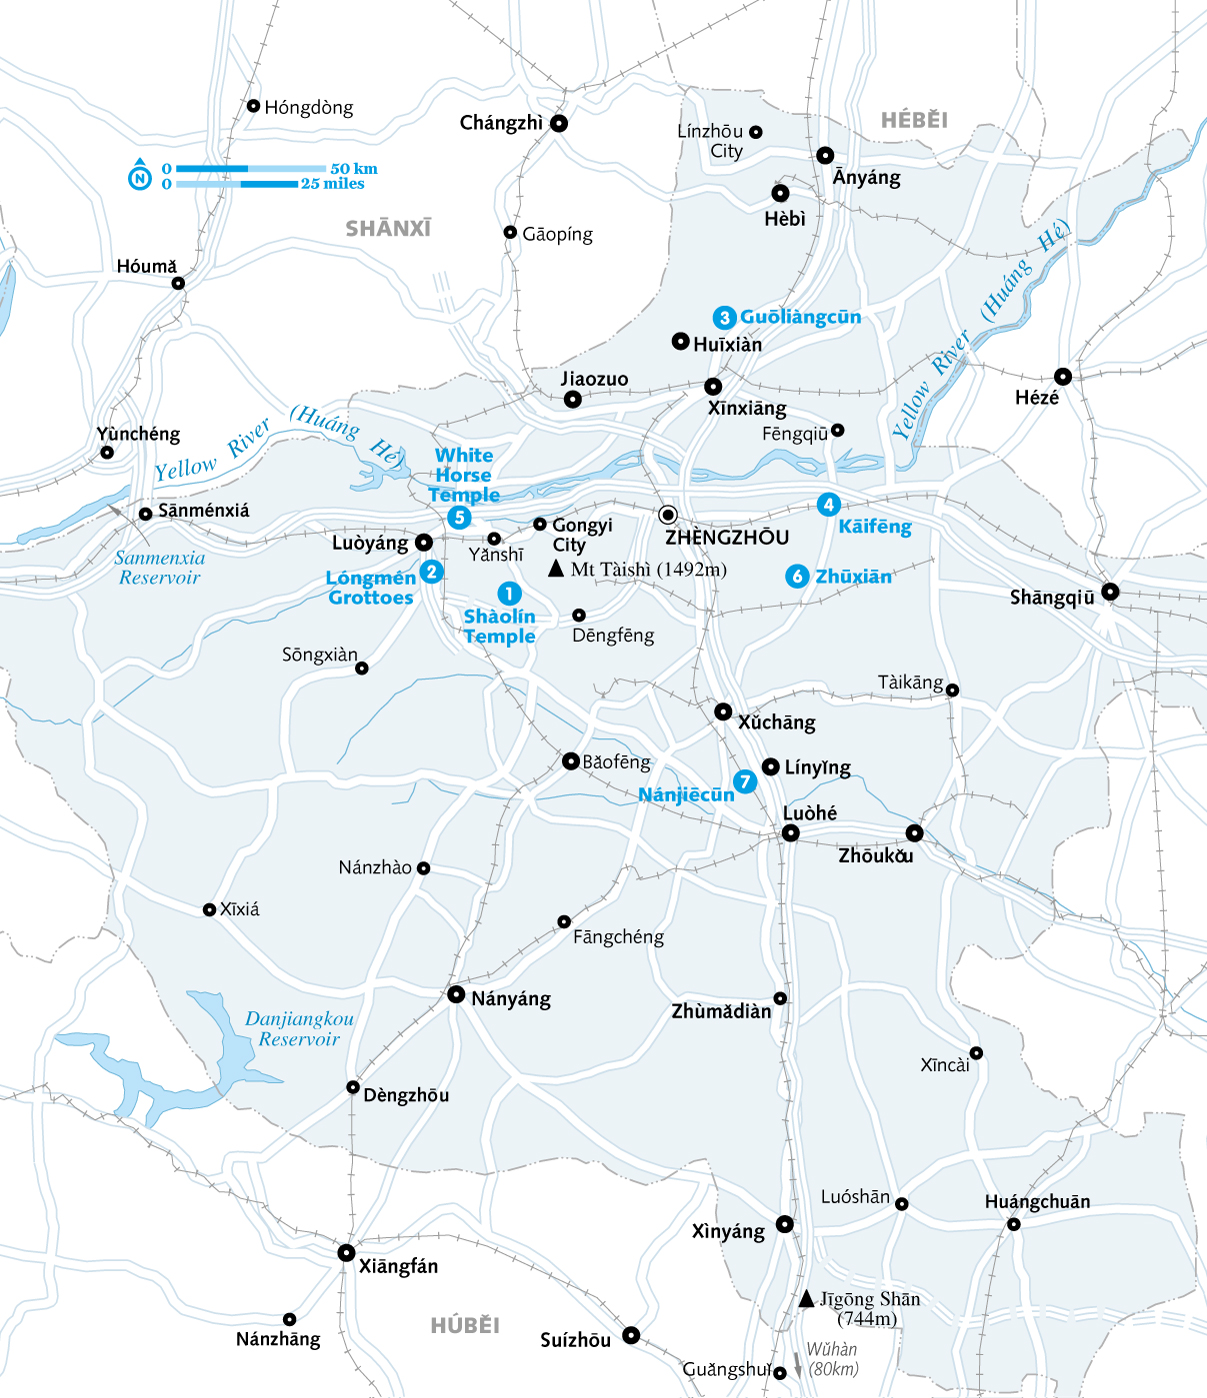 Hóngdòng
Chángzhì
HÉBĚI
Línzhōu
City
Ānyáng
0
50 km
N
0
25 miles
Hèbì
SHĀNXĪ
Gāopíng
Yellow River (Huáng Hé)
Hóumǎ
3
Guōliàngcūn
Huīxiàn
Jiaozuo
Xīnxiāng
Hézé
Yùnchéng
Yellow River (Huáng Hé)
Fēngqiū
White
Horse
Temple
Sānménxiá
5
Gongyi
City
4
Kāifēng
ZHÈNGZHŌU
Luòyáng
Yǎnshī
Sanmenxia
Reservoir
Mt Tàishì (1492m)
Lóngmén
Grottoes
2
1
Shàolín
Temple
6
Zhūxiān
Shāngqiū
Dēngfēng
Sōngxiàn
Tàikāng
Xǔchāng
Bǎofēng
Línyīng
7
Nánjiēcūn
Luòhé
Zhōukǒu
Nánzhào
Xīxiá
Fāngchéng
Nányáng
Zhùmǎdiàn
Danjiangkou
Reservoir
Xīncài
Dèngzhōu
Luóshān
Huángchuān
Xìnyáng
Xiāngfán
Jīgōng Shān
(744m)
Nánzhāng
HÚBĚI
Suízhōu
Wǔhàn
(80km)
Guǎngshuǐ